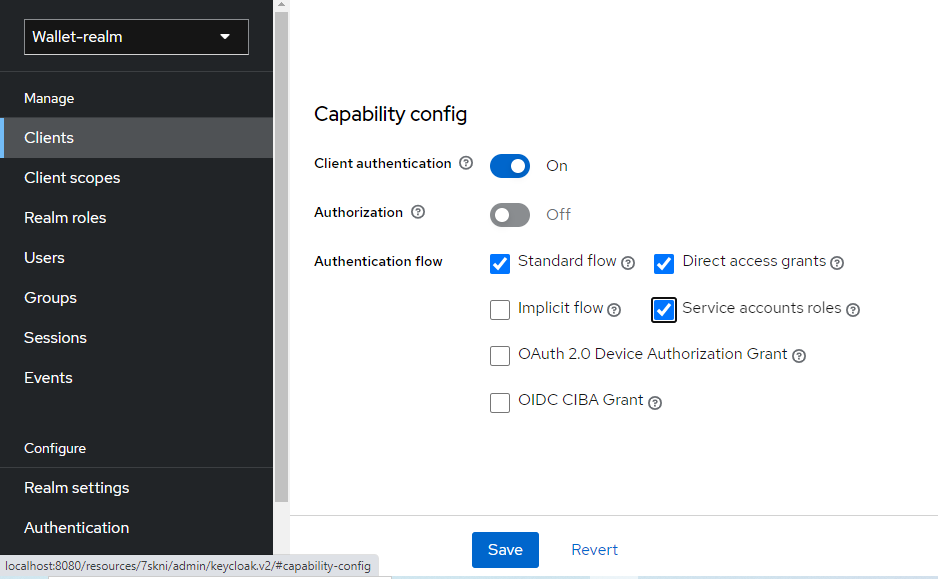 Wallet-realm
Manage
Clients
Client scopes
Realm roles
Users
Groups
Sessions
Events
Configure
Realm settings
Authentication
Capability config
Client authentication ? On
Authorization ? Off
Authentication flow
Standard flow ? Direct access grants ?
Implicit flow ? Service accounts roles ?
OAuth 2.0 Device Authorization Grant ?
OIDC CIBA Grant ?
Save Revert
localhost:8080/resources/7skni/admin/keycloak.v2/#capability-config